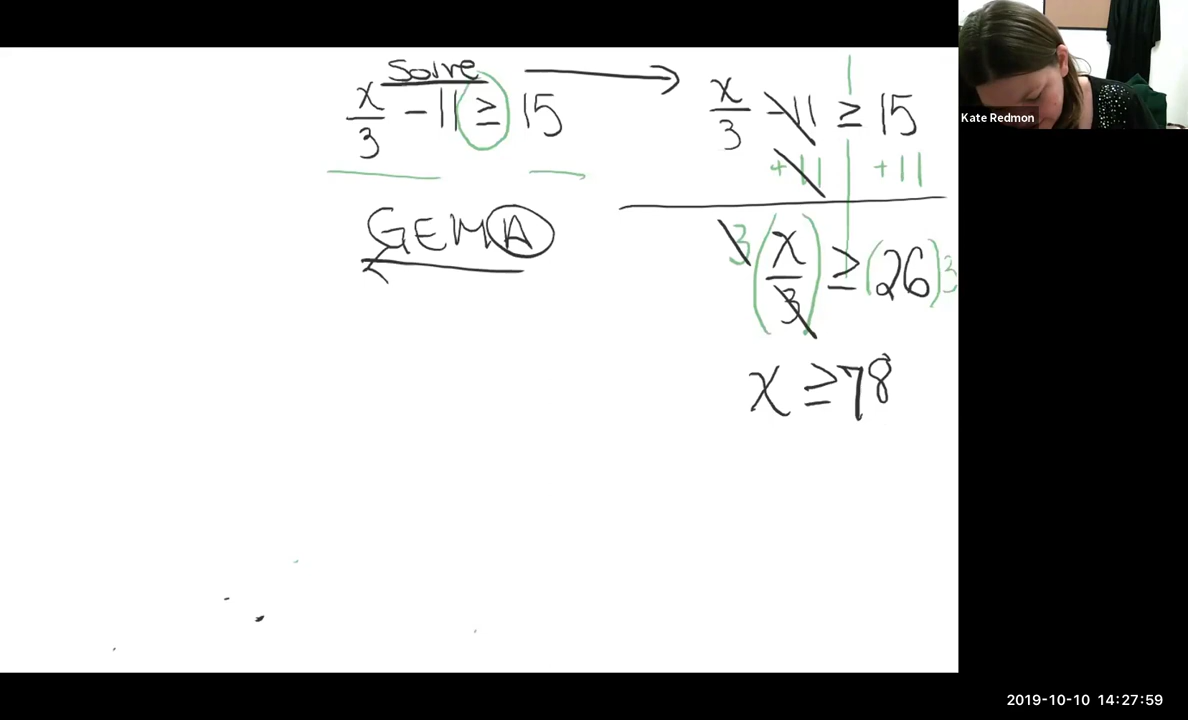 Solve
x/3 - 11 ≥ 15
GEMA
x/3 - 11 ≥ 15
+11 +11
3(x/3) ≥ (26)3
x ≥ 78
Kate Redmon
2019-10-10 14:27:59